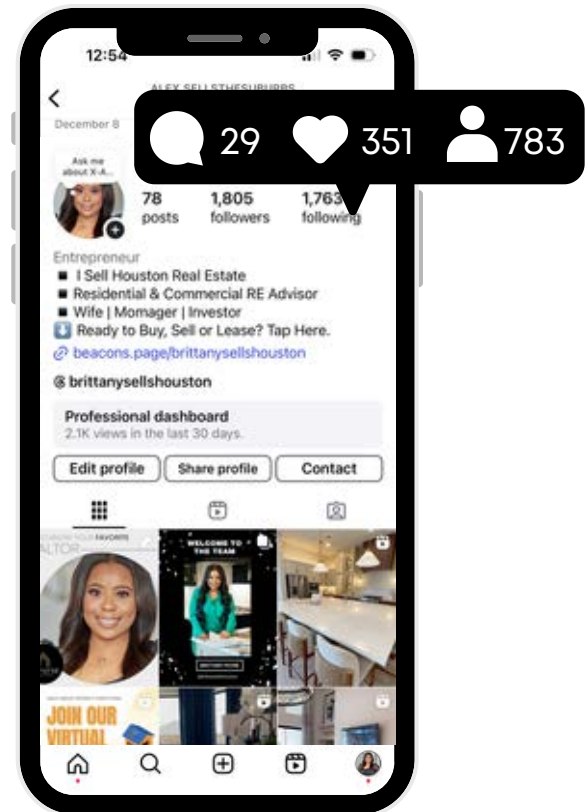 12:54
ALEX.SELLSTHESUBURBS
December 8
29 351 783
Ask me
about X-A...
78 1,805 1,763
posts followers following
Entrepreneur
I Sell Houston Real Estate
Residential & Commercial RE Advisor
Wife | Momager | Investor
Ready to Buy, Sell or Lease? Tap Here.
beacons.page/brittanysellshouston
brittanysellshouston
Professional dashboard
2.1K views in the last 30 days.
Edit profile Share profile Contact
YOUR FAVORITE
WELCOME TO
THE TEAM
JOIN OUR
VIRTUAL